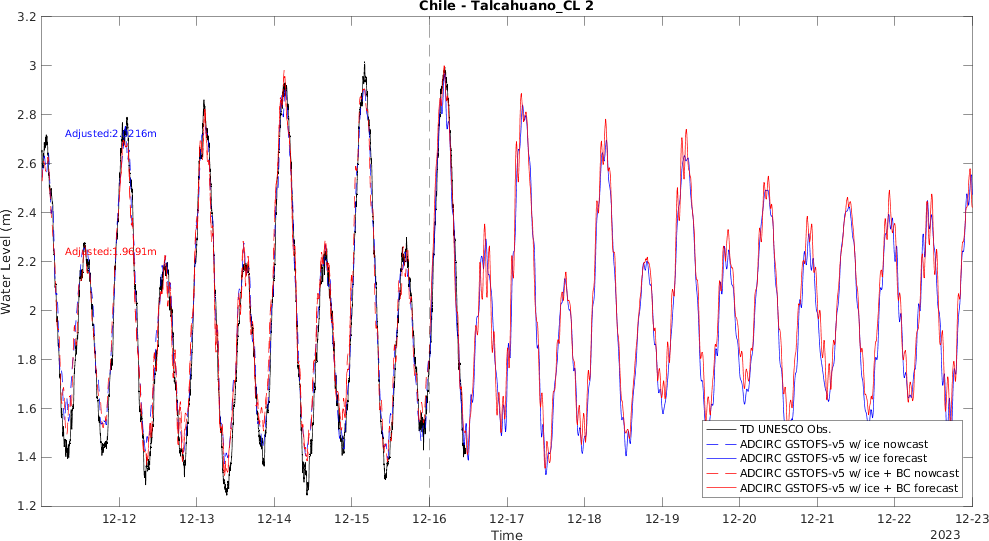 Chile - Talcahuano_CL 2
3.2
3
2.8
2.6
2.4
2.2
2
1.8
1.6
1.4
1.2
Water Level (m)
Adjusted:1.9691m
12-12
12-13
12-14
12-15
12-16
12-17
12-18
12-19
12-20
12-21
12-22
12-23
Time
2023
TD UNESCO Obs.
ADCIRC GSTOFS-v5 w/ ice nowcast
ADCIRC GSTOFS-v5 w/ ice forecast
ADCIRC GSTOFS-v5 w/ ice + BC nowcast
ADCIRC GSTOFS-v5 w/ ice + BC forecast